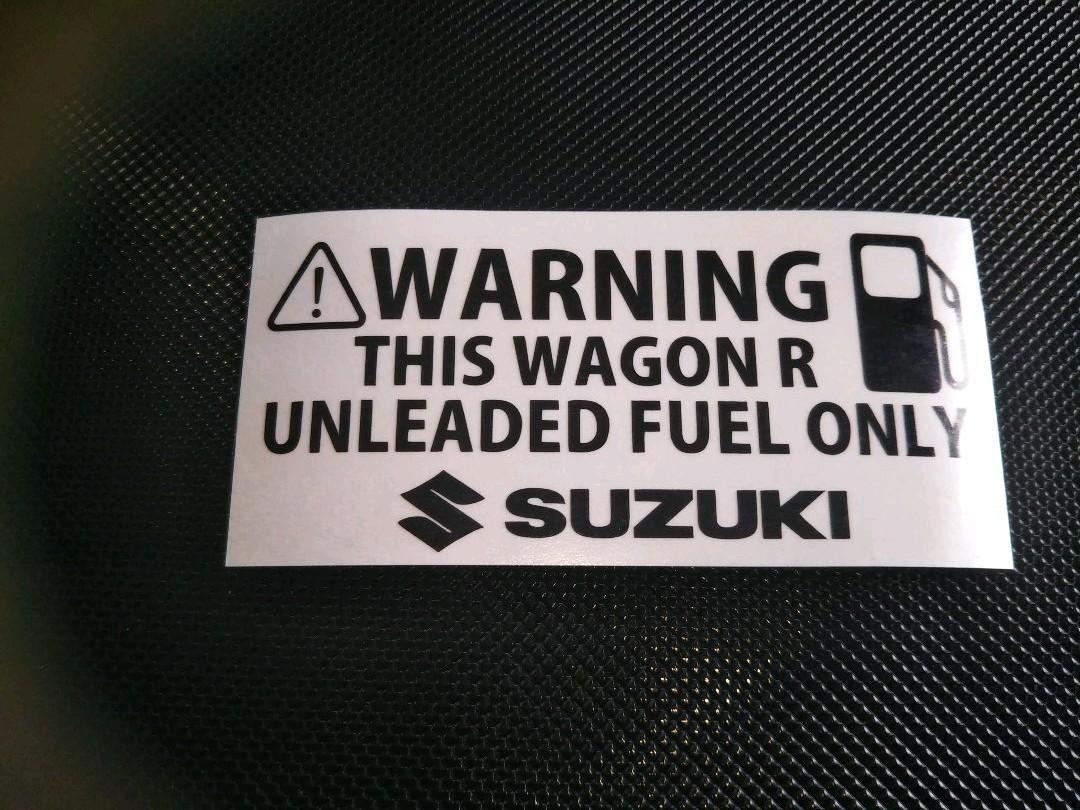 WARNING
THIS WAGON R
UNLEADED FUEL ONLY
SUZUKI